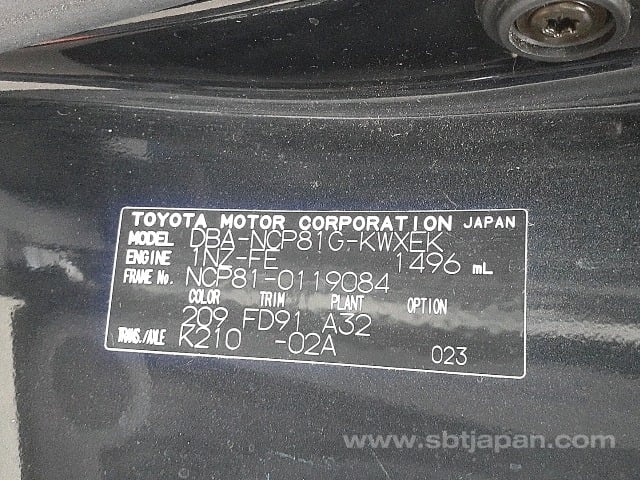 TOYOTA MOTOR CORPORATION JAPAN
MODEL DBA-NCP81G-KWXEK
ENGINE 1NZ-FE 1496 mL
FRAME No. NCP81-0119084
COLOR TRIM PLANT OPTION
209 FD91 A32
TRANS./AXLE K210 -02A 023
www.sbtjapan.com